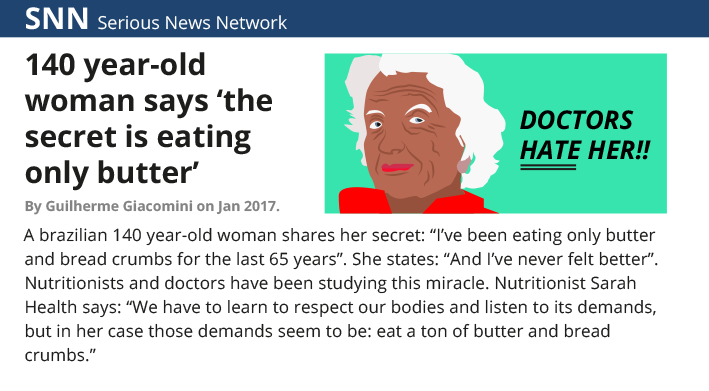 SNN Serious News Network
140 year-old
woman says ‘the
secret is eating
only butter’
By Guilherme Giacomini on Jan 2017.
DOCTORS
HATE HER!!
A brazilian 140 year-old woman shares her secret: “I’ve been eating only butter
and bread crumbs for the last 65 years”. She states: “And I’ve never felt better”.
Nutritionists and doctors have been studying this miracle. Nutritionist Sarah
Health says: “We have to learn to respect our bodies and listen to its demands,
but in her case those demands seem to be: eat a ton of butter and bread
crumbs.”